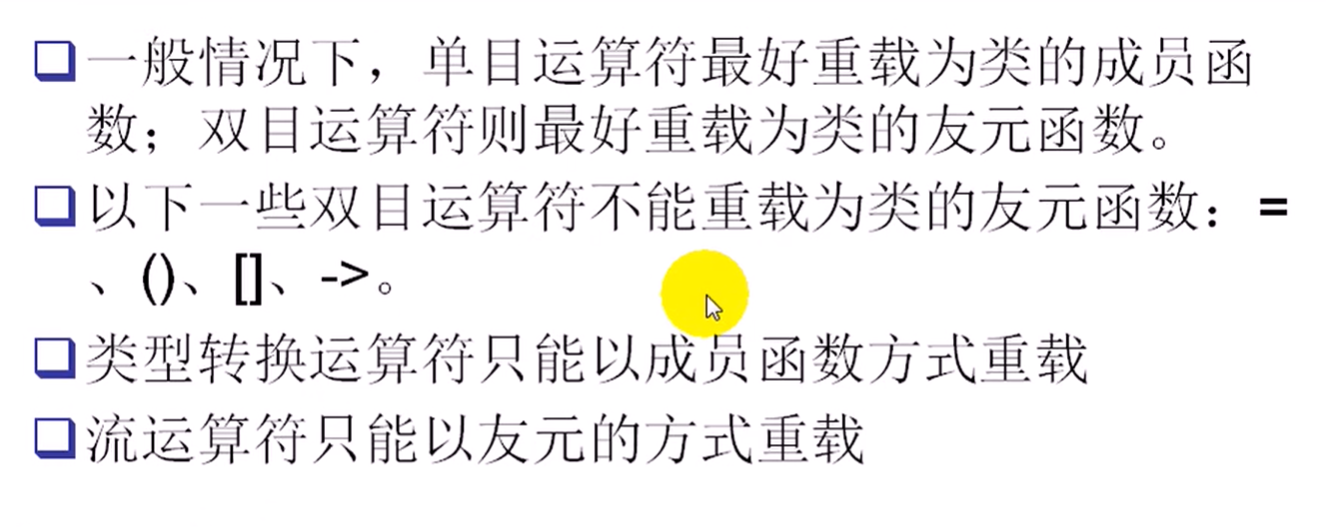 一般情况下，单目运算符最好重载为类的成员函
数；双目运算符则最好重载为类的友元函数。
以下一些双目运算符不能重载为类的友元函数：=
、()、[]、->。
类型转换运算符只能以成员函数方式重载
流运算符只能以友元的方式重载